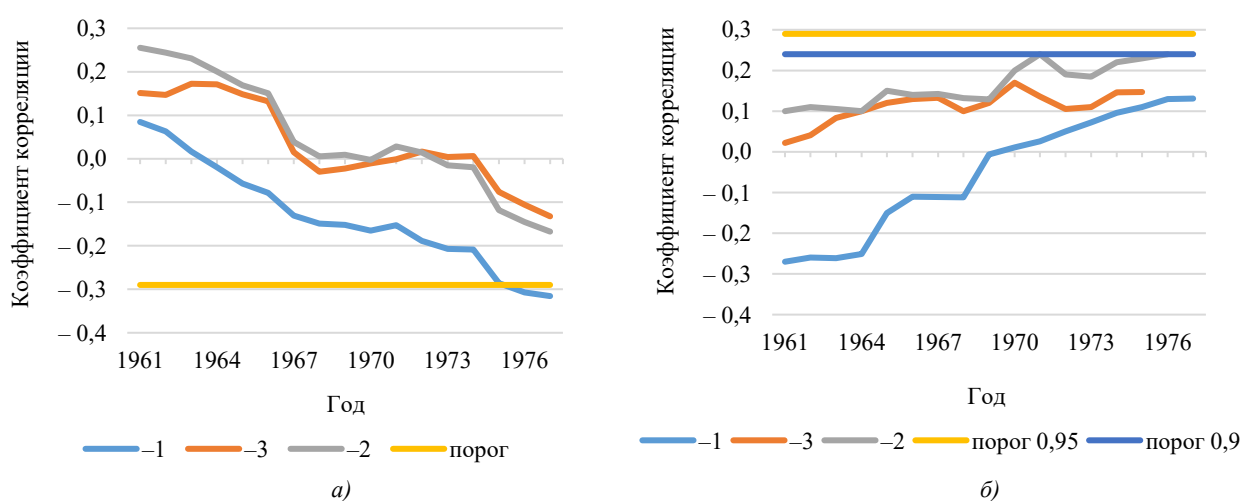 Коэффициент корреляции
0,3
0,2
0,1
0,0
– 0,1
– 0,2
– 0,3
– 0,4
1961 1964 1967 1970 1973 1976
Год
–1 –3 –2 порог
а)
Коэффициент корреляции
0,3
0,2
0,1
0,0
– 0,1
– 0,2
– 0,3
– 0,4
1961 1964 1967 1970 1973 1976
Год
–1 –3 –2 порог 0,95 порог 0,9
б)